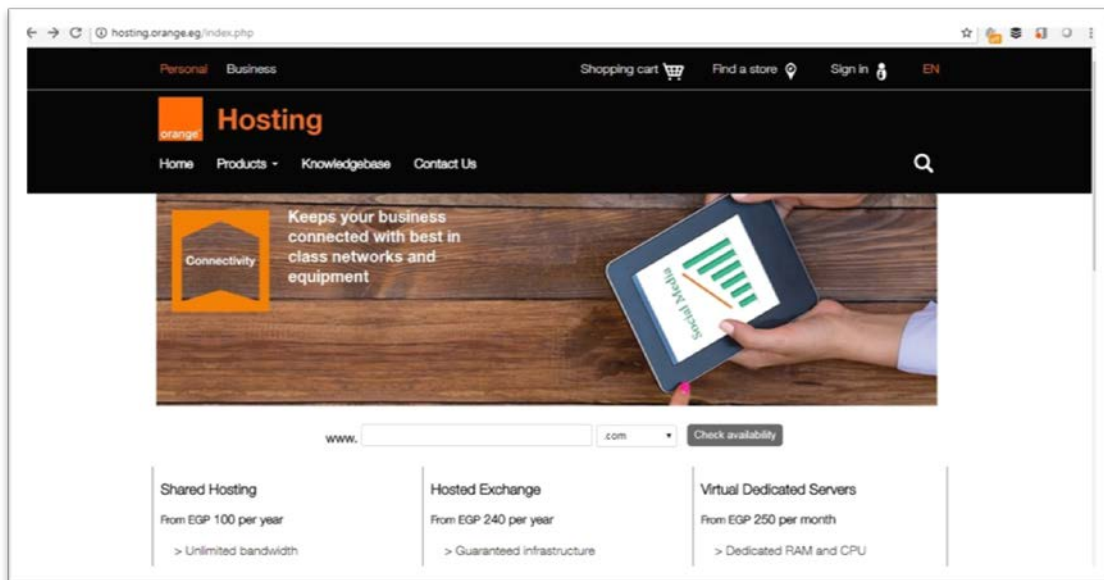 hosting.orange.eg/index.php
Personal Business Shopping cart Find a store Sign in EN
orange Hosting
Home Products Knowledgebase Contact Us
Connectivity
Keeps your business
connected with best in
class networks and
equipment
Social Media
www. .com Check availability
Shared Hosting Hosted Exchange Virtual Dedicated Servers
From EGP 100 per year From EGP 240 per year From EGP 250 per month
> Unlimited bandwidth > Guaranteed infrastructure > Dedicated RAM and CPU